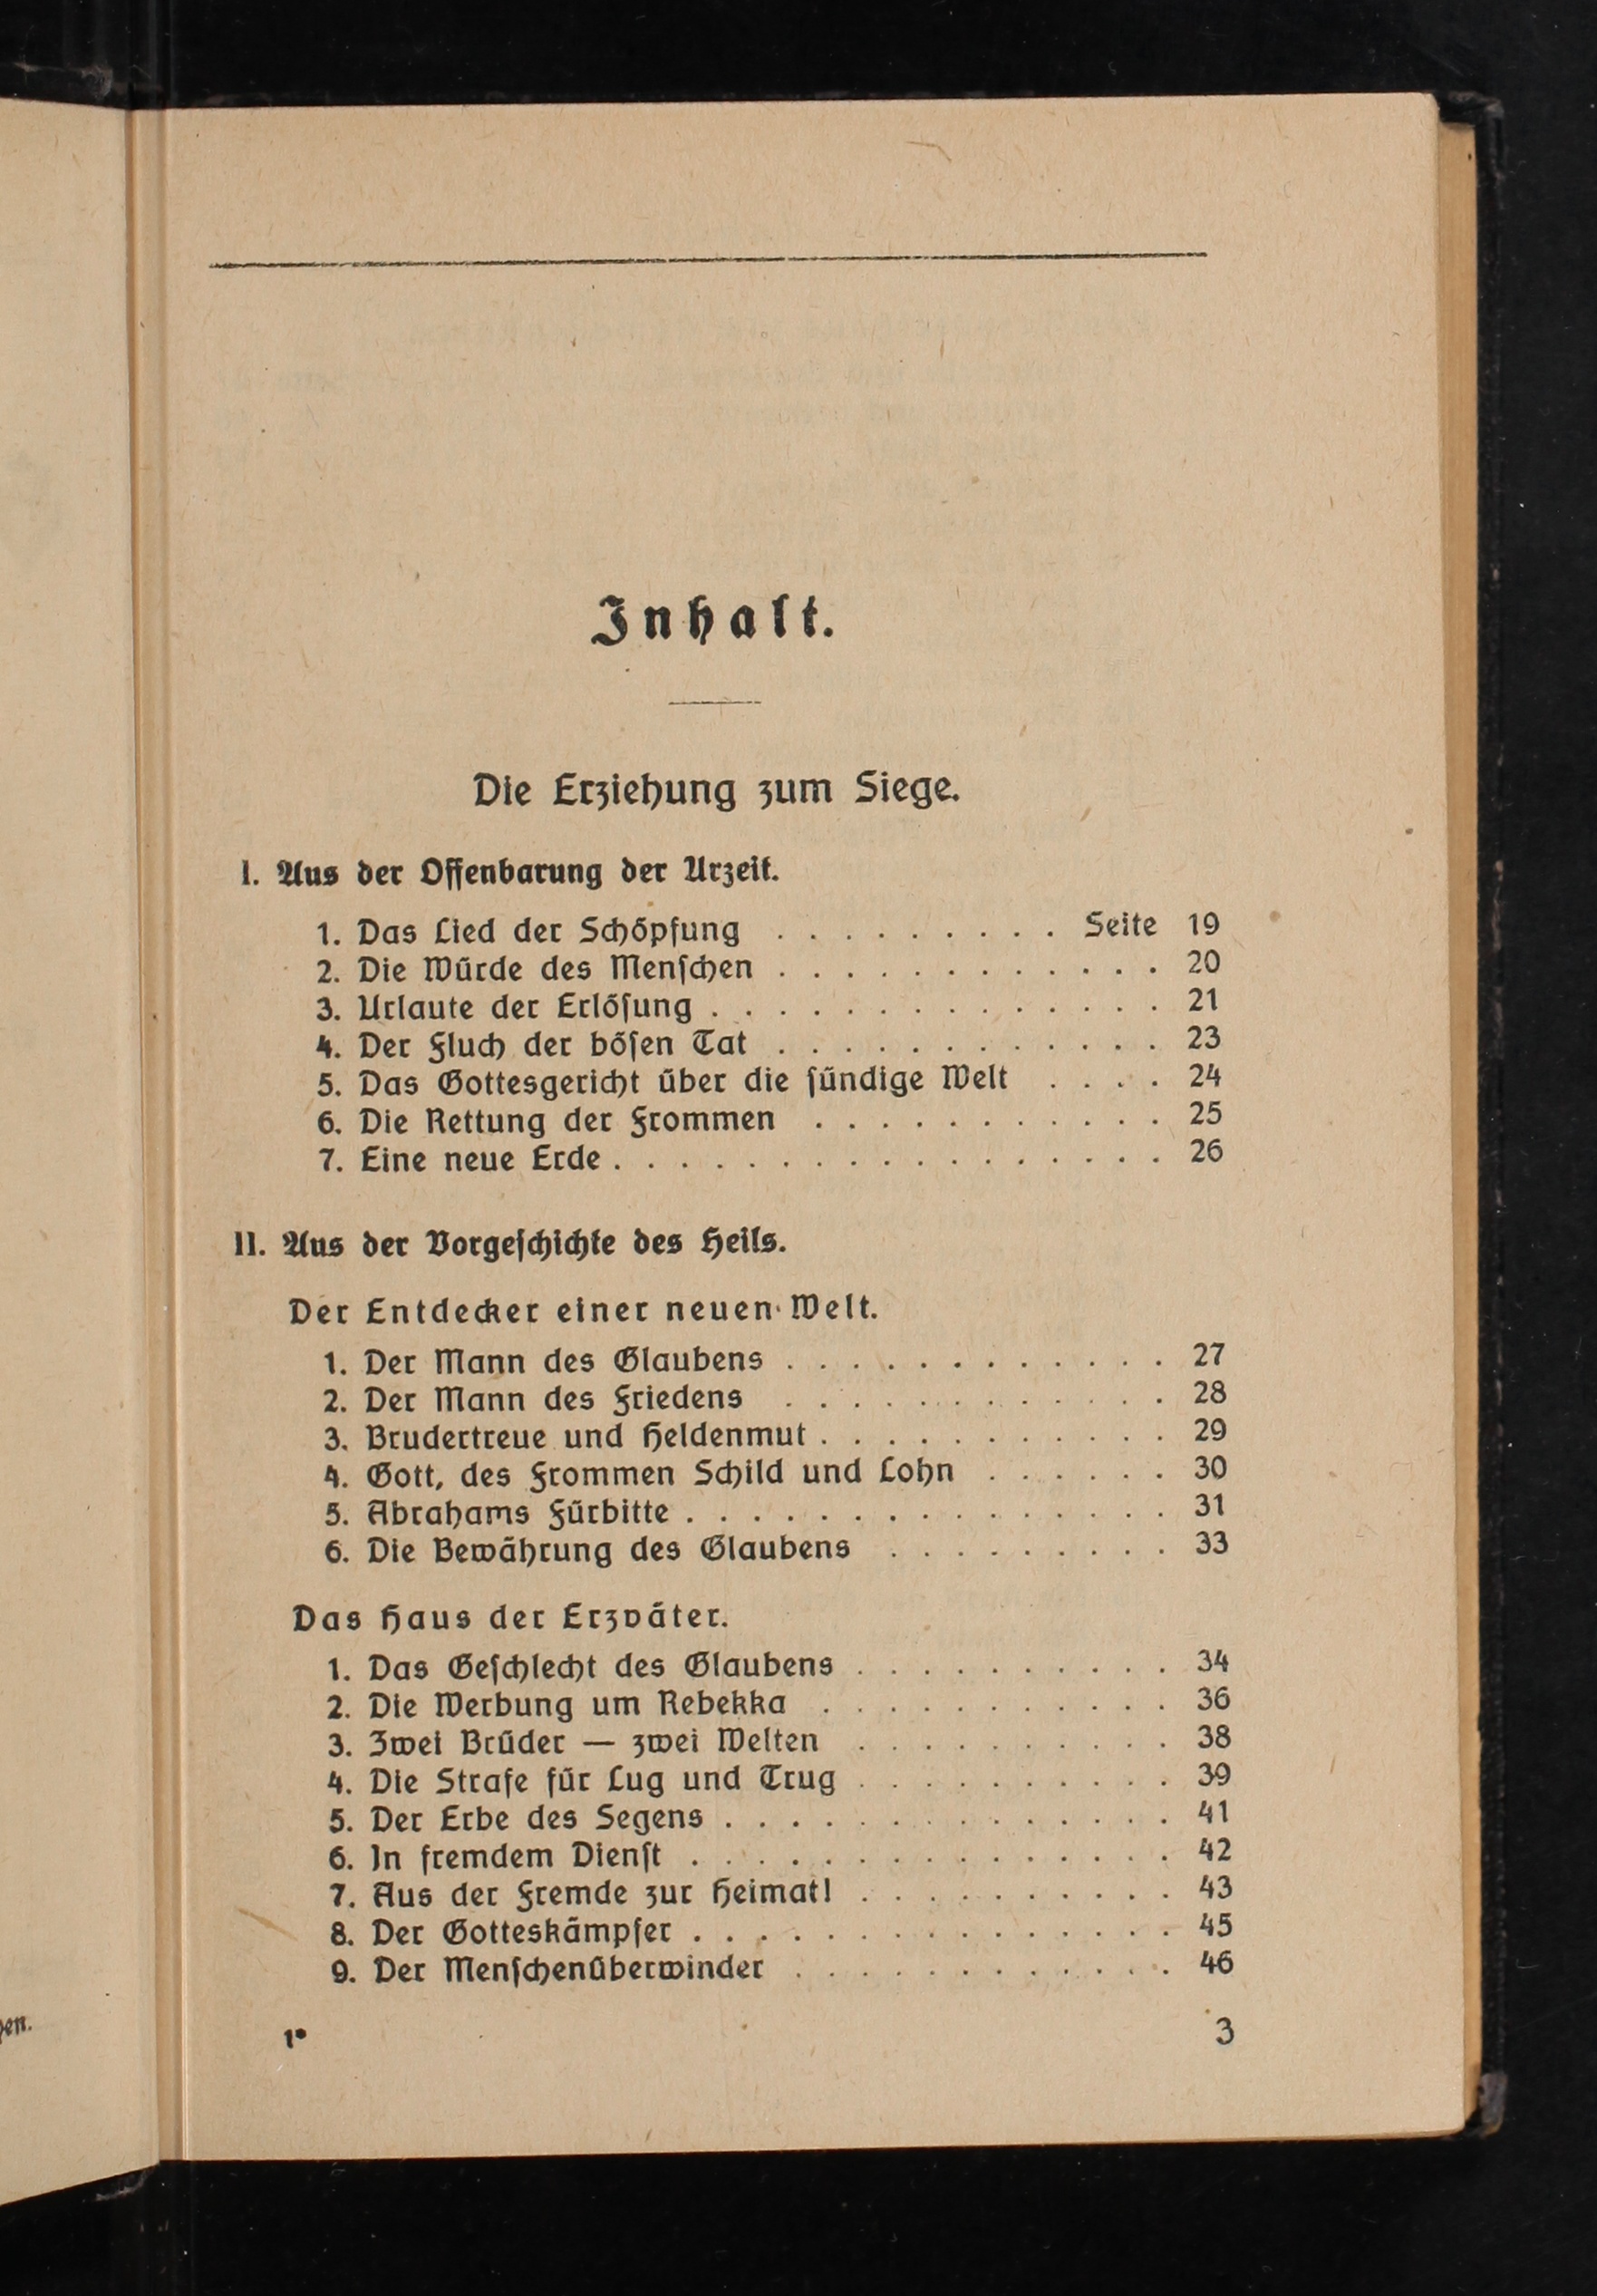 Inhalt.
Die Erziehung zum Siege.
I. Aus der Offenbarung der Urzeit.
1. Das Lied der Schöpfung . . . . . . . . . Seite 19
2. Die Würde des Menſchen . . . . . . . . . . . . 20
3. Urlaute der Erlöſung . . . . . . . . . . . . . . 21
4. Der Fluch der böſen Tat . . . . . . . . . . . . 23
5. Das Gottesgericht über die ſündige Welt . . . . 24
6. Die Rettung der Frommen . . . . . . . . . . . 25
7. Eine neue Erde . . . . . . . . . . . . . . . . . 26
II. Aus der Vorgeſchichte des Heils.
Der Entdecker einer neuen Welt.
1. Der Mann des Glaubens . . . . . . . . . . . . 27
2. Der Mann des Friedens . . . . . . . . . . . . 28
3. Brudertreue und Heldenmut . . . . . . . . . . . 29
4. Gott, des Frommen Schild und Lohn . . . . . . 30
5. Abrahams Fürbitte . . . . . . . . . . . . . . . 31
6. Die Bewährung des Glaubens . . . . . . . . . 33
Das Haus der Erzväter.
1. Das Geſchlecht des Glaubens . . . . . . . . . . 34
2. Die Werbung um Rebekka . . . . . . . . . . . 36
3. Zwei Brüder — zwei Welten . . . . . . . . . . 38
4. Die Strafe für Lug und Trug . . . . . . . . . . 39
5. Der Erbe des Segens . . . . . . . . . . . . . . 41
6. In fremdem Dienſt . . . . . . . . . . . . . . . 42
7. Aus der Fremde zur Heimat! . . . . . . . . . . 43
8. Der Gotteskämpfer . . . . . . . . . . . . . . . 45
9. Der Menſchenüberwinder . . . . . . . . . . . . 46
1* 3